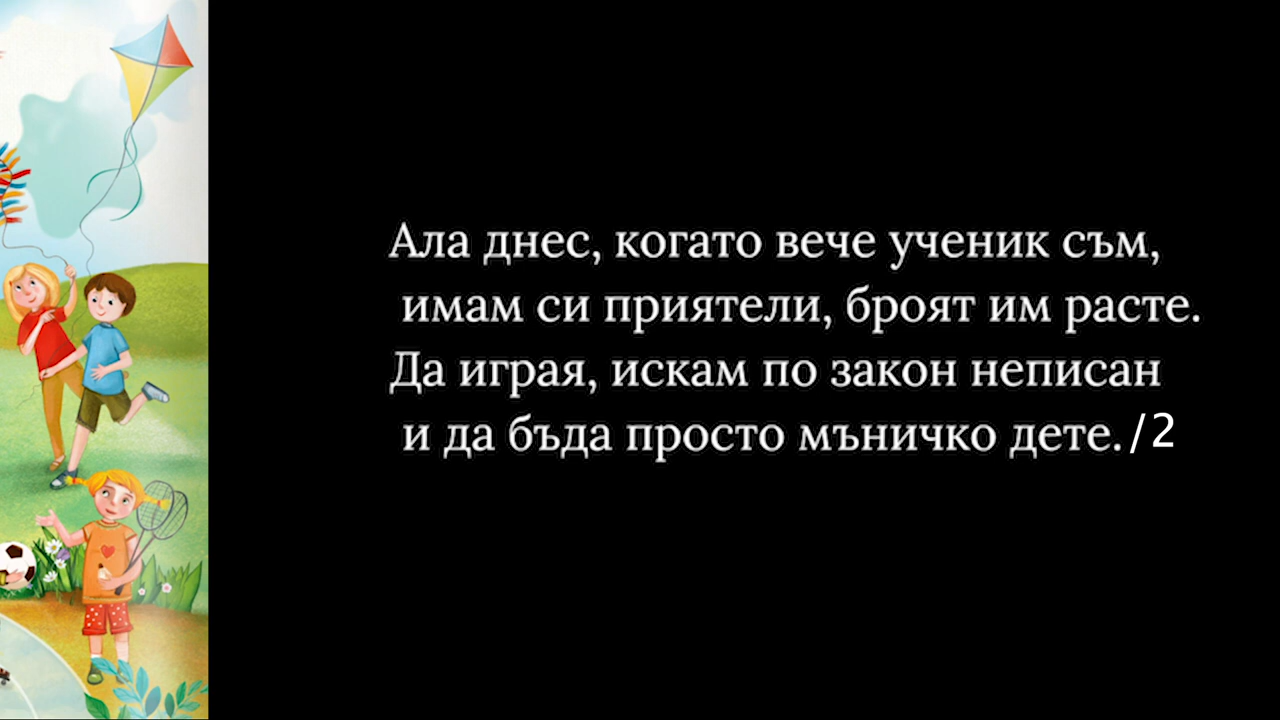 Ала днес, когато вече ученик съм,
имам си приятели, броят им расте.
Да играя, искам по закон неписан
и да бъда просто мъничко дете./2